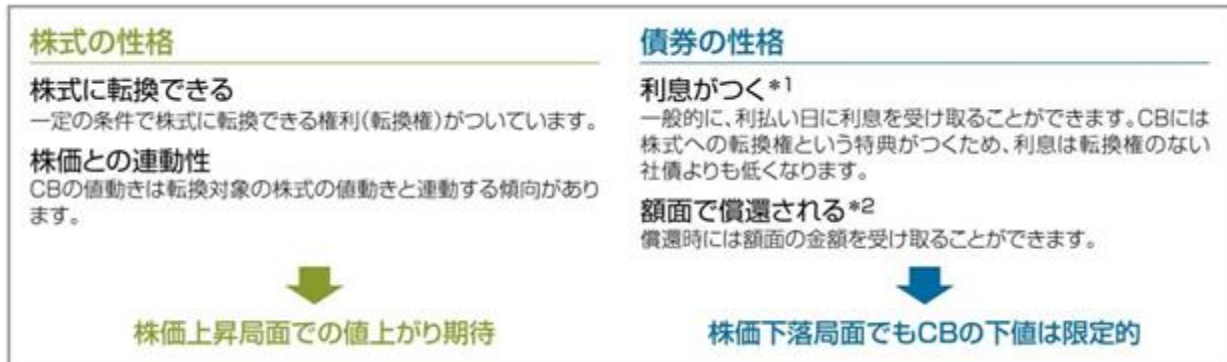 株式の性格
株式に転換できる
一定の条件で株式に転換できる権利(転換権)がついています。
株価との連動性
CBの値動きは転換対象の株式の値動きと連動する傾向があり
ます。
株価上昇局面での値上がり期待
債券の性格
利息がつく*1
一般的に、利払い日に利息を受け取ることができます。CBには
株式への転換権という特典がつくため、利息は転換権のない
社債よりも低くなります。
額面で償還される*2
償還時には額面の金額を受け取ることができます。
株価下落局面でもCBの下値は限定的